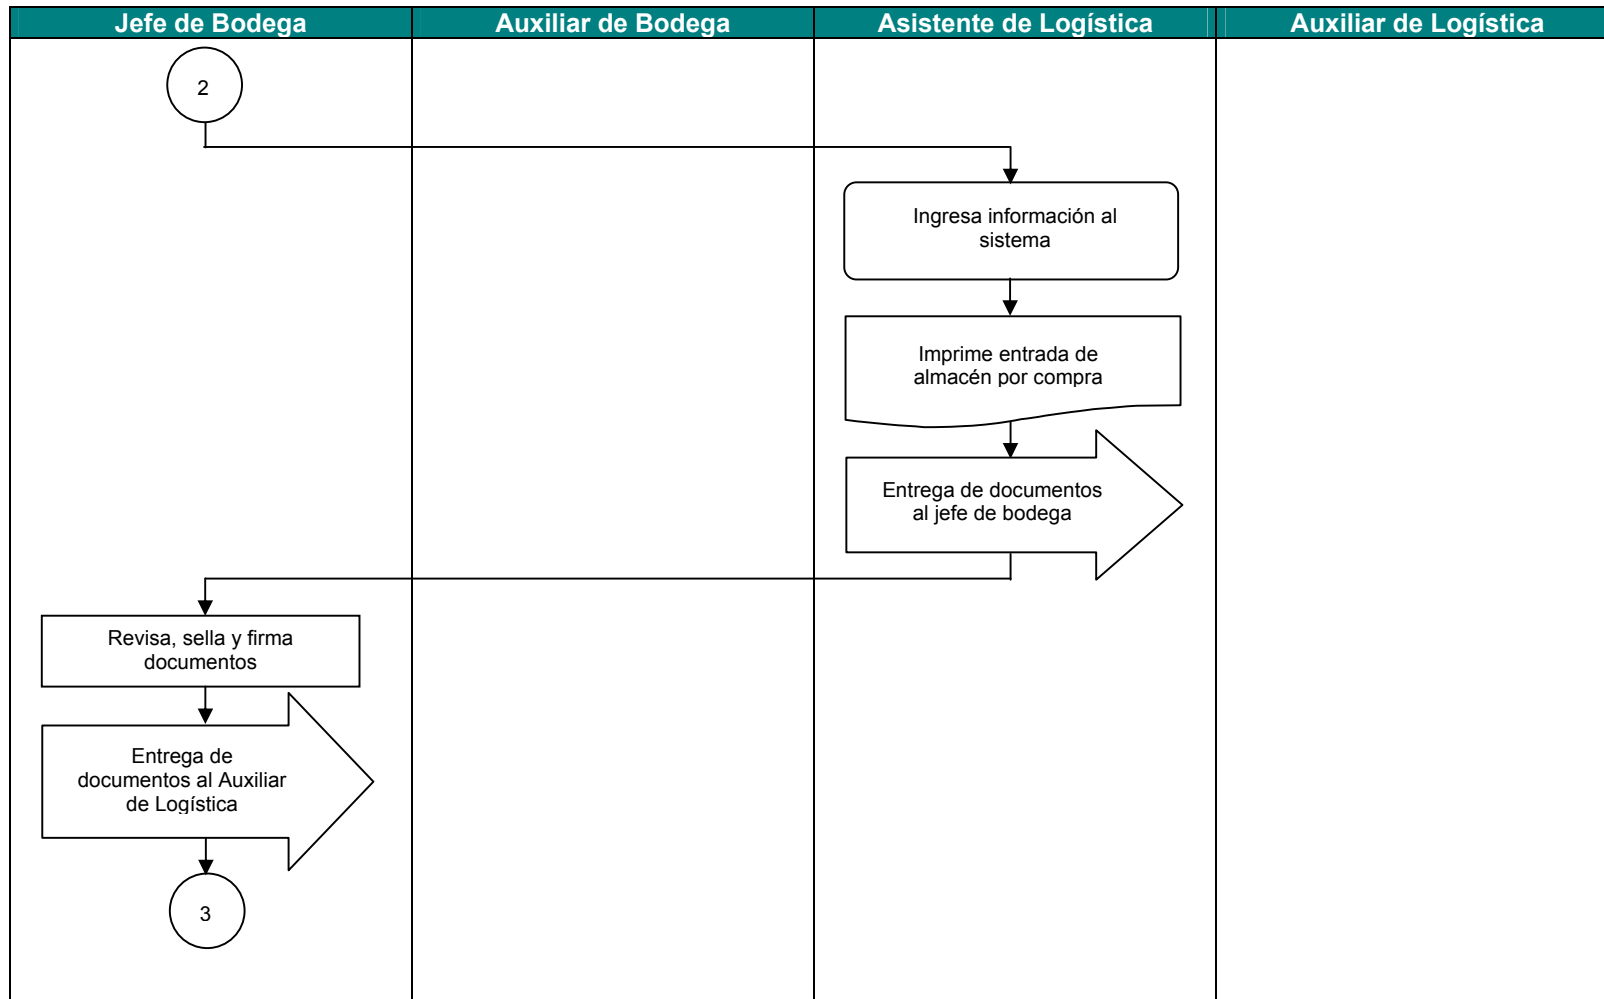 Jefe de Bodega
Auxiliar de Bodega
Asistente de Logística
Auxiliar de Logística
2
Ingresa información al
sistema
Imprime entrada de
almacén por compra
Entrega de documentos
al jefe de bodega
Revisa, sella y firma
documentos
Entrega de
documentos al Auxiliar
de Logística
3